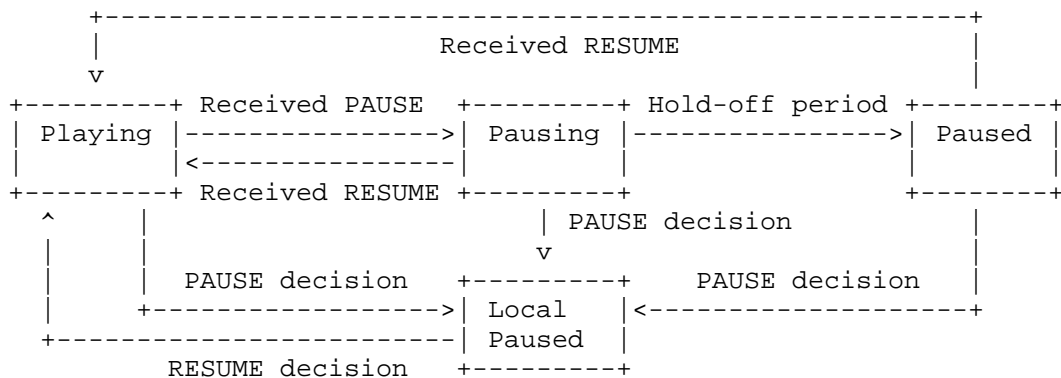 Received RESUME
Received PAUSE Hold-off period
Playing Pausing Paused
Received RESUME
PAUSE decision
PAUSE decision PAUSE decision
Local
Paused
RESUME decision